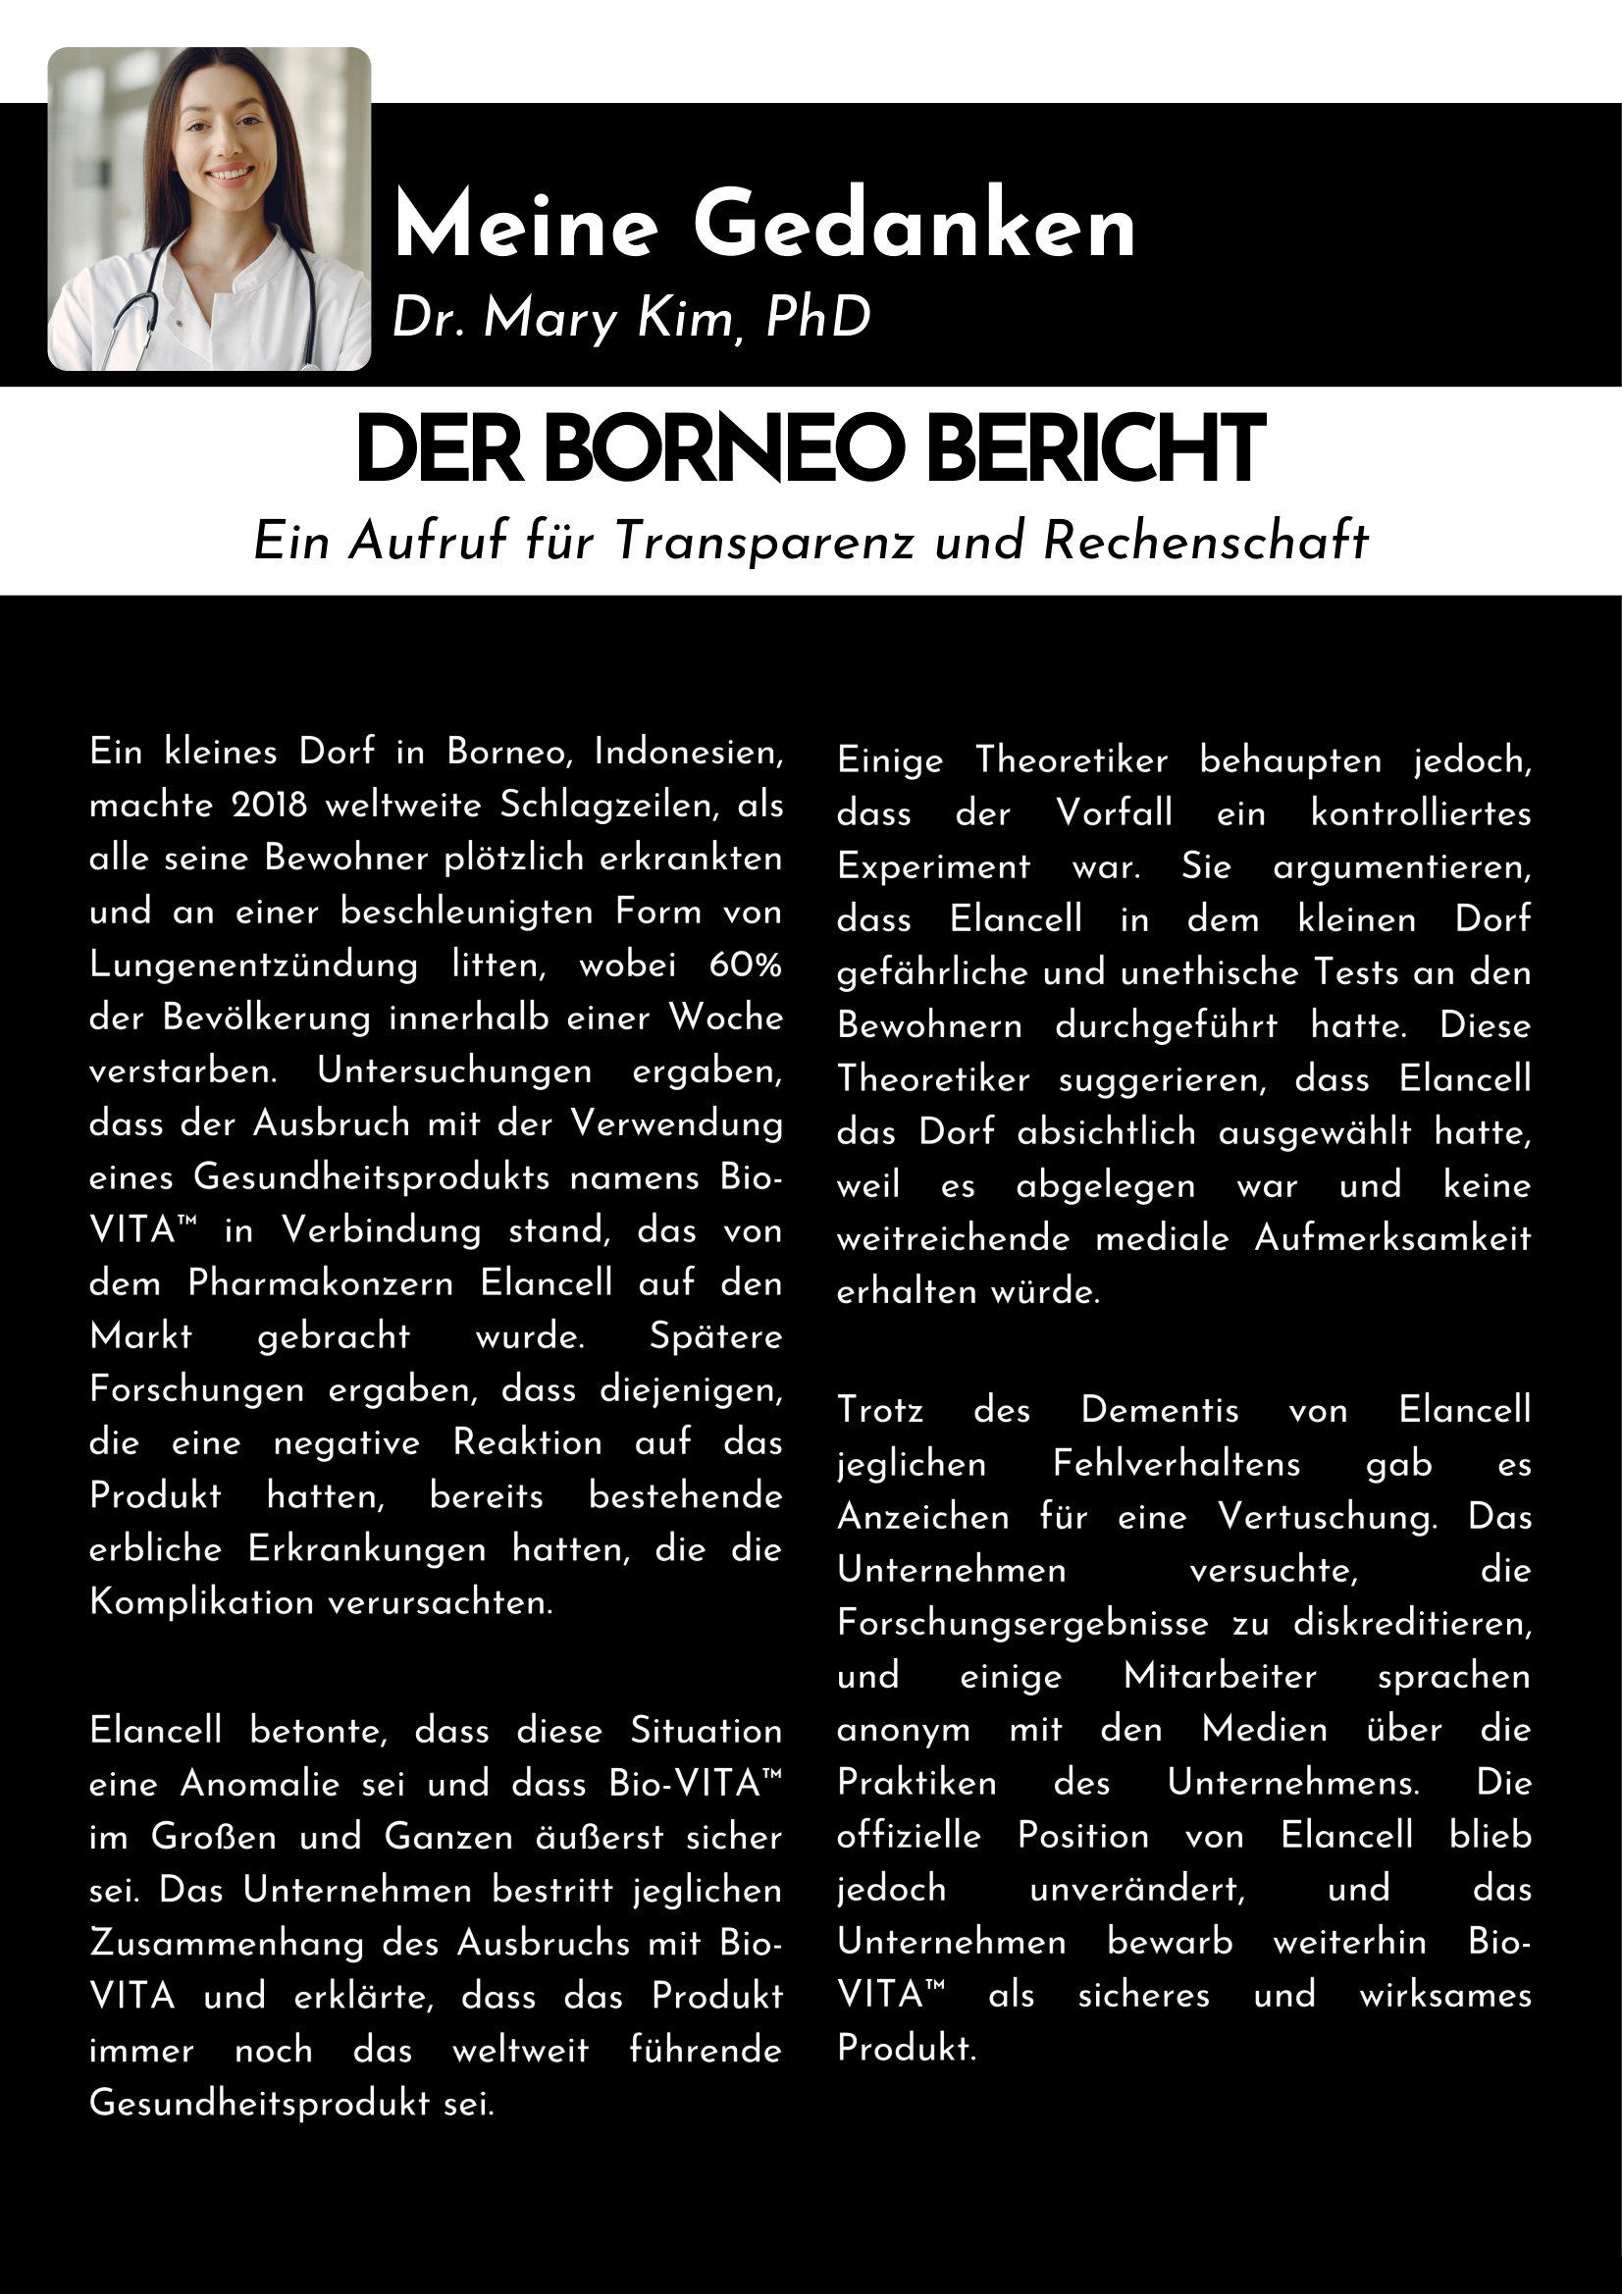 Meine Gedanken
Dr. Mary Kim, PhD
DER BORNEO BERICHT
Ein Aufruf für Transparenz und Rechenschaft
Ein kleines Dorf in Borneo, Indonesien,
machte 2018 weltweite Schlagzeilen, als
alle seine Bewohner plötzlich erkrankten
und an einer beschleunigten Form von
Lungenentzündung litten, wobei 60%
der Bevölkerung innerhalb einer Woche
verstarben. Untersuchungen ergaben,
dass der Ausbruch mit der Verwendung
eines Gesundheitsprodukts namens Bio-
VITA™ in Verbindung stand, das von
dem Pharmakonzern Elancell auf den
Markt gebracht wurde. Spätere
Forschungen ergaben, dass diejenigen,
die eine negative Reaktion auf das
Produkt hatten, bereits bestehende
erbliche Erkrankungen hatten, die die
Komplikation verursachten.
Elancell betonte, dass diese Situation
eine Anomalie sei und dass Bio-VITA™
im Großen und Ganzen äußerst sicher
sei. Das Unternehmen bestritt jeglichen
Zusammenhang des Ausbruchs mit Bio-
VITA und erklärte, dass das Produkt
immer noch das weltweit führende
Gesundheitsprodukt sei.
Einige Theoretiker behaupten jedoch,
dass der Vorfall ein kontrolliertes
Experiment war. Sie argumentieren,
dass Elancell in dem kleinen Dorf
gefährliche und unethische Tests an den
Bewohnern durchgeführt hatte. Diese
Theoretiker suggerieren, dass Elancell
das Dorf absichtlich ausgewählt hatte,
weil es abgelegen war und keine
weitreichende mediale Aufmerksamkeit
erhalten würde.
Trotz des Dementis von Elancell
jeglichen Fehlverhaltens gab es
Anzeichen für eine Vertuschung. Das
Unternehmen versuchte, die
Forschungsergebnisse zu diskreditieren,
und einige Mitarbeiter sprachen
anonym mit den Medien über die
Praktiken des Unternehmens. Die
offizielle Position von Elancell blieb
jedoch unverändert, und das
Unternehmen bewarb weiterhin Bio-
VITA™ als sicheres und wirksames
Produkt.